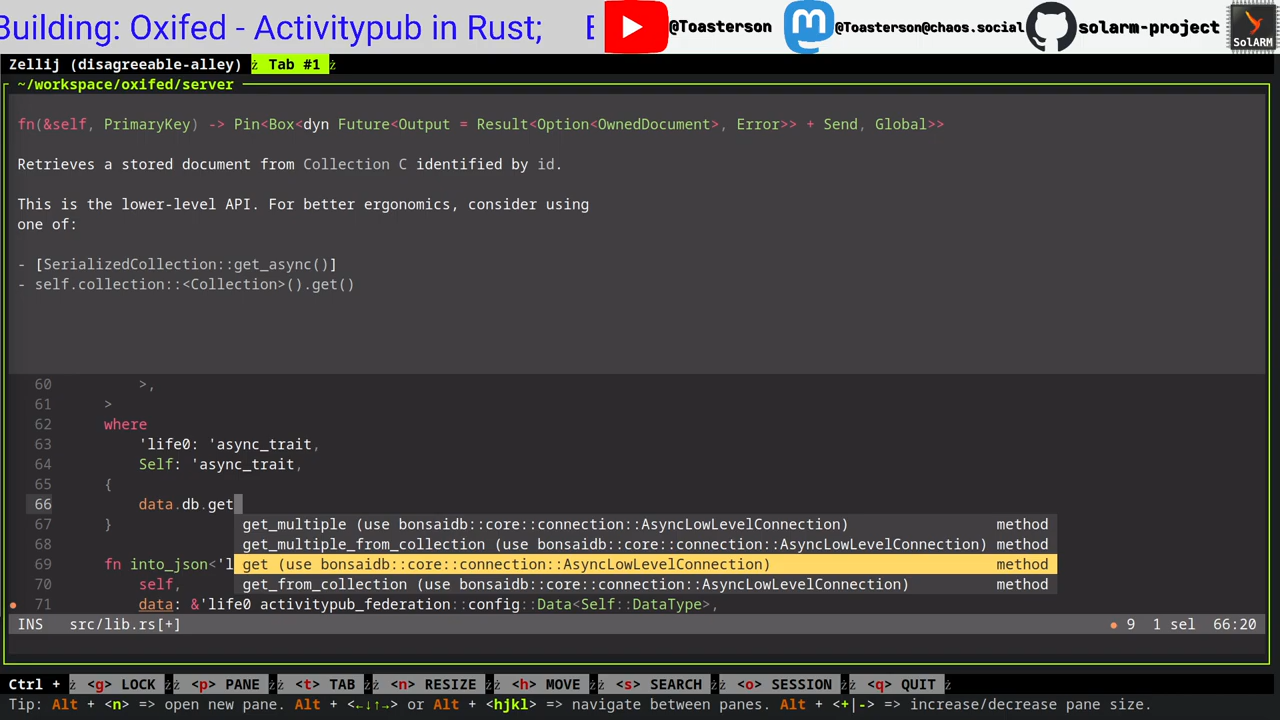 Building: Oxifed - Activitypub in Rust;
@Toasterson
@Toasterson@chaos.social
solarm-project
SolARM
Zellij (disagreeable-alley) Tab #1
~/workspace/oxifed/server
fn(&self, PrimaryKey) -> Pin<Box<dyn Future<Output = Result<Option<OwnedDocument>, Error>> + Send, Global>>
Retrieves a stored document from Collection C identified by id.
This is the lower-level API. For better ergonomics, consider using
one of:
- [SerializedCollection::get_async()]
- self.collection::<Collection>().get()
60 >,
61 >
62 where
63 'life0: 'async_trait,
64 Self: 'async_trait,
65 {
66 data.db.get
67 }
get_multiple (use bonsaidb::core::connection::AsyncLowLevelConnection) method
68
get_multiple_from_collection (use bonsaidb::core::connection::AsyncLowLevelConnection) method
69 fn into_json<'l
get (use bonsaidb::core::connection::AsyncLowLevelConnection) method
70 self,
get_from_collection (use bonsaidb::core::connection::AsyncLowLevelConnection) method
71 data: &'life0 activitypub_federation::config::Data<Self::DataType>,
INS src/lib.rs[+] 9 1 sel 66:20
Ctrl + <g> LOCK <p> PANE <t> TAB <n> RESIZE <h> MOVE <s> SEARCH <o> SESSION <q> QUIT
Tip: Alt + <n> => open new pane. Alt + <←↓↑→> or Alt + <hjkl> => navigate between panes. Alt + <+|-> => increase/decrease pane size.